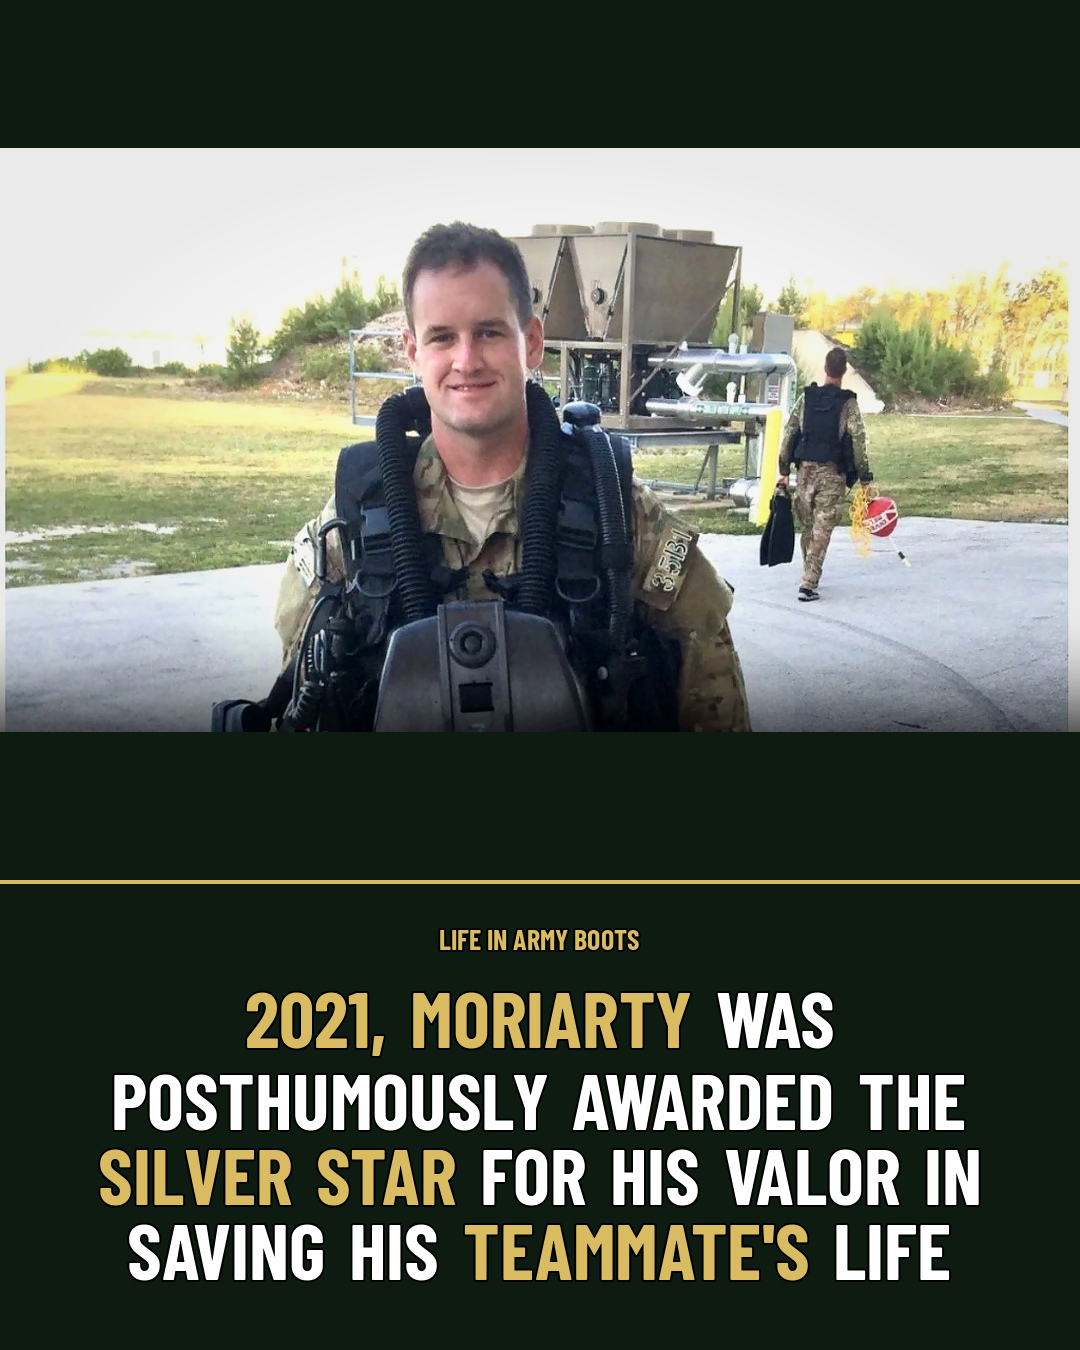 35B1
LIFE IN ARMY BOOTS
2021, MORIARTY WAS
POSTHUMOUSLY AWARDED THE
SILVER STAR FOR HIS VALOR IN
SAVING HIS TEAMMATE'S LIFE